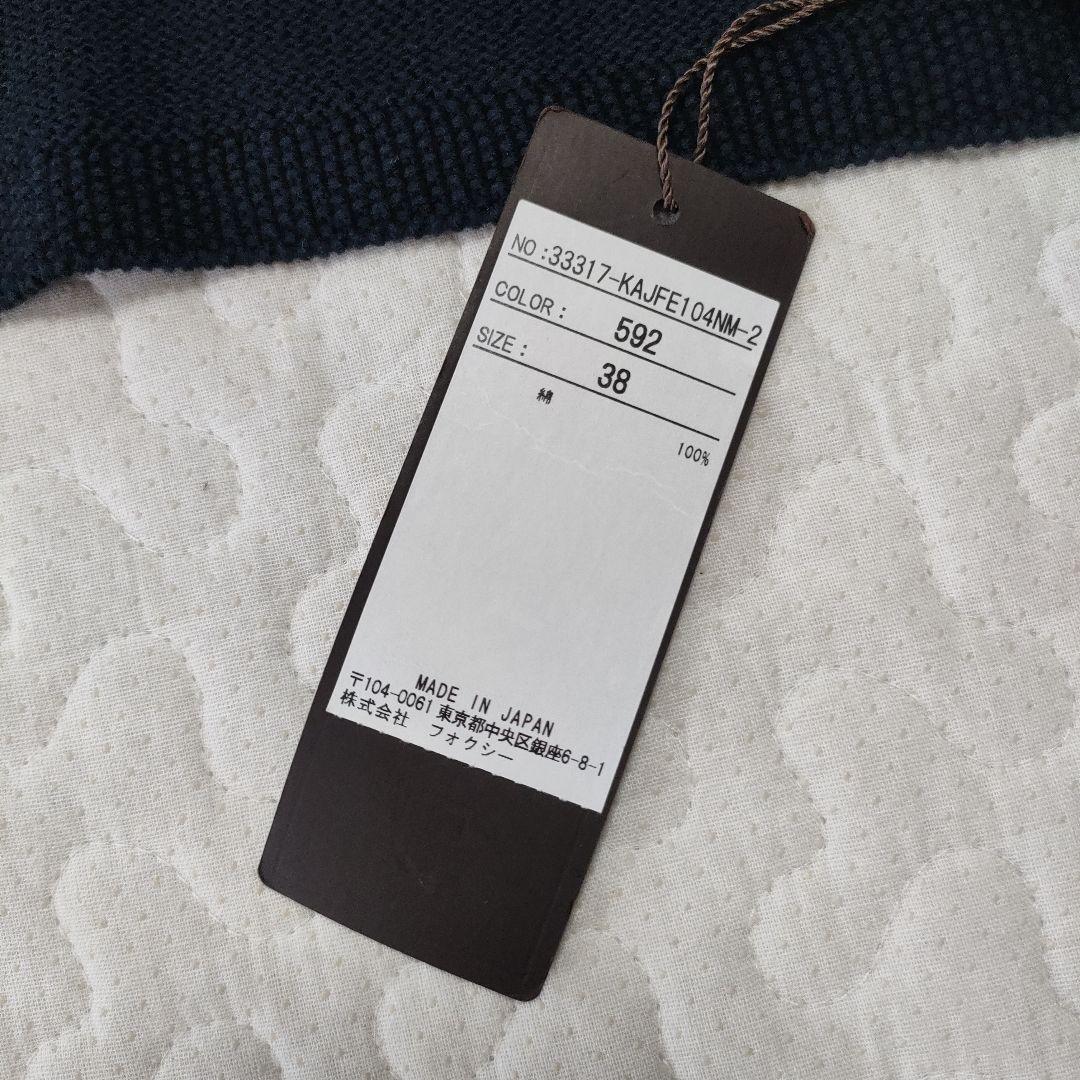 NO:33317-KAJFE104NM-2
COLOR: 592
SIZE: 38
綿
100%
MADE IN JAPAN
〒104-0061 東京都中央区銀座6-8-1
株式会社 フォクシー